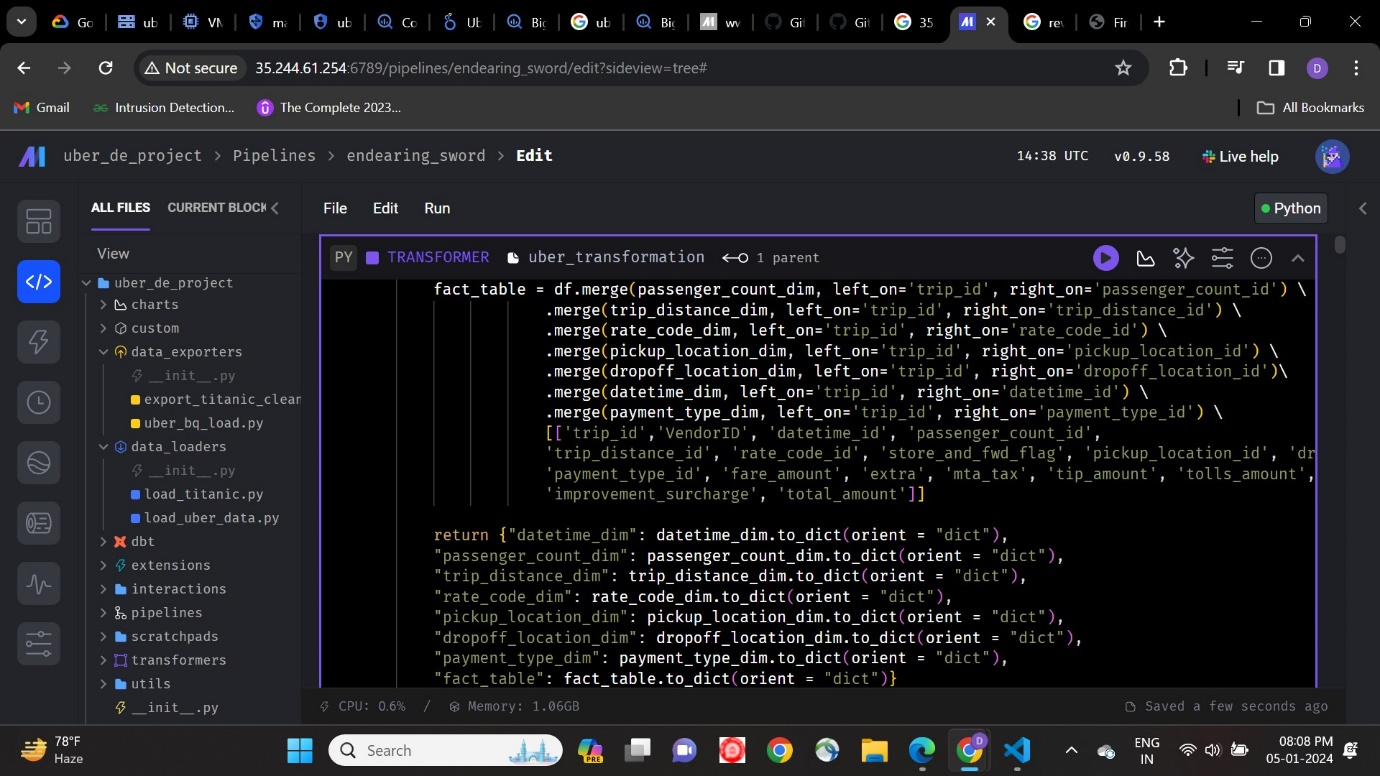 Go
ub
VM
ma
ub
Co
Ub
Big
ub
Big
ww
Git
Git
35
rev
Fir
Not secure
35.244.61.254:6789/pipelines/endearing_sword/edit?sideview=tree#
D
Gmail
Intrusion Detection...
The Complete 2023...
All Bookmarks
uber_de_project > Pipelines > endearing_sword > Edit
14:38 UTC
v0.9.58
Live help
ALL FILES
CURRENT BLOCK
File
Edit
Run
Python
View
uber_de_project
charts
custom
data_exporters
__init__.py
export_titanic_clean
uber_bq_load.py
data_loaders
__init__.py
load_titanic.py
load_uber_data.py
dbt
extensions
interactions
pipelines
scratchpads
transformers
utils
__init__.py
PY TRANSFORMER uber_transformation 1 parent
fact_table = df.merge(passenger_count_dim, left_on='trip_id', right_on='passenger_count_id') \
.merge(trip_distance_dim, left_on='trip_id', right_on='trip_distance_id') \
.merge(rate_code_dim, left_on='trip_id', right_on='rate_code_id') \
.merge(pickup_location_dim, left_on='trip_id', right_on='pickup_location_id') \
.merge(dropoff_location_dim, left_on='trip_id', right_on='dropoff_location_id')\
.merge(datetime_dim, left_on='trip_id', right_on='datetime_id') \
.merge(payment_type_dim, left_on='trip_id', right_on='payment_type_id') \
[['trip_id','VendorID', 'datetime_id', 'passenger_count_id',
'trip_distance_id', 'rate_code_id', 'store_and_fwd_flag', 'pickup_location_id', 'dr
'payment_type_id', 'fare_amount', 'extra', 'mta_tax', 'tip_amount', 'tolls_amount',
'improvement_surcharge', 'total_amount']]
return {"datetime_dim": datetime_dim.to_dict(orient = "dict"),
"passenger_count_dim": passenger_count_dim.to_dict(orient = "dict"),
"trip_distance_dim": trip_distance_dim.to_dict(orient = "dict"),
"rate_code_dim": rate_code_dim.to_dict(orient = "dict"),
"pickup_location_dim": pickup_location_dim.to_dict(orient = "dict"),
"dropoff_location_dim": dropoff_location_dim.to_dict(orient = "dict"),
"payment_type_dim": payment_type_dim.to_dict(orient = "dict"),
"fact_table": fact_table.to_dict(orient = "dict")}
CPU: 0.6% / Memory: 1.06GB
Saved a few seconds ago
78°F
Haze
Search
PRE
D
ENG
IN
08:08 PM
05-01-2024